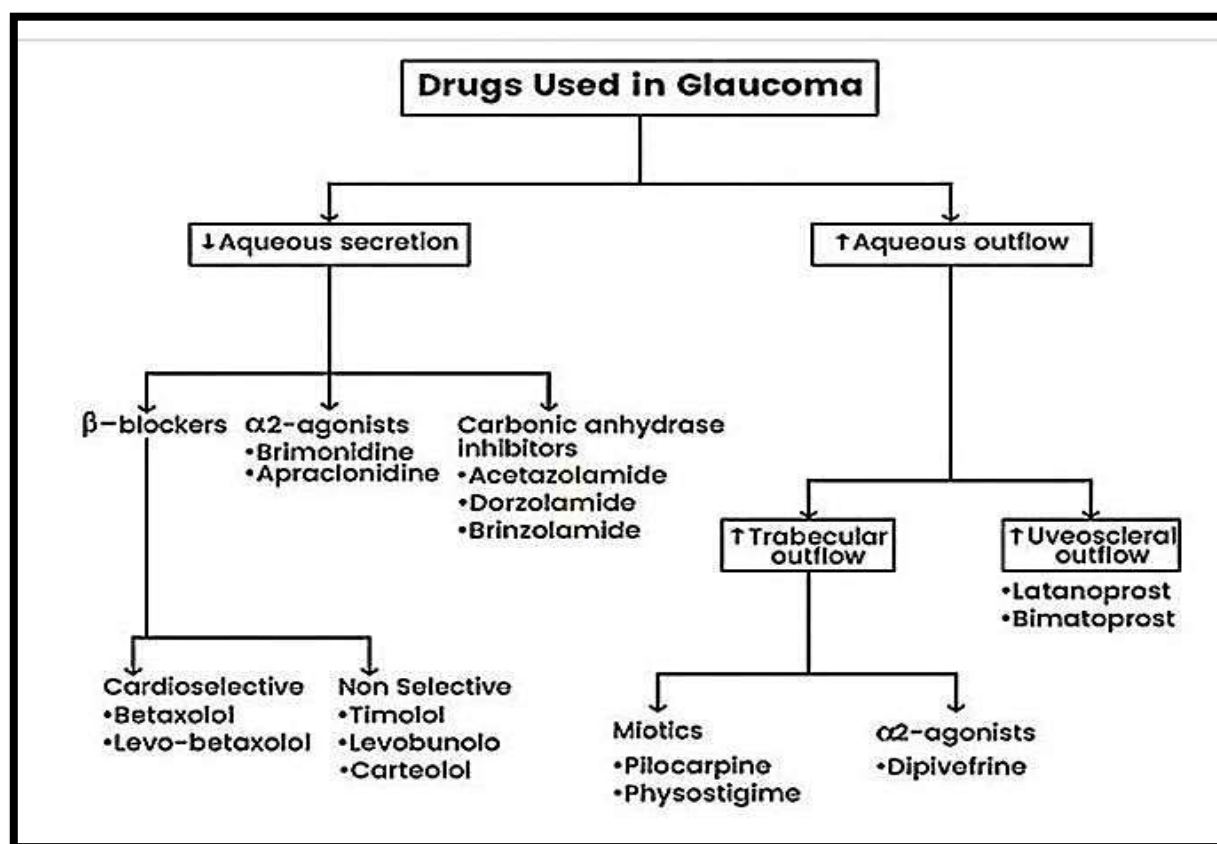 Drugs Used in Glaucoma
↓Aqueous secretion
↑Aqueous outflow
β-blockers
α2-agonists
•Brimonidine
•Apraclonidine
Carbonic anhydrase
inhibitors
•Acetazolamide
•Dorzolamide
•Brinzolamide
↑Trabecular
outflow
↑Uveoscleral
outflow
•Latanoprost
•Bimatoprost
Cardioselective
•Betaxolol
•Levo-betaxolol
Non Selective
•Timolol
•Levobunolo
•Carteolol
Miotics
•Pilocarpine
•Physostigime
α2-agonists
•Dipivefrine